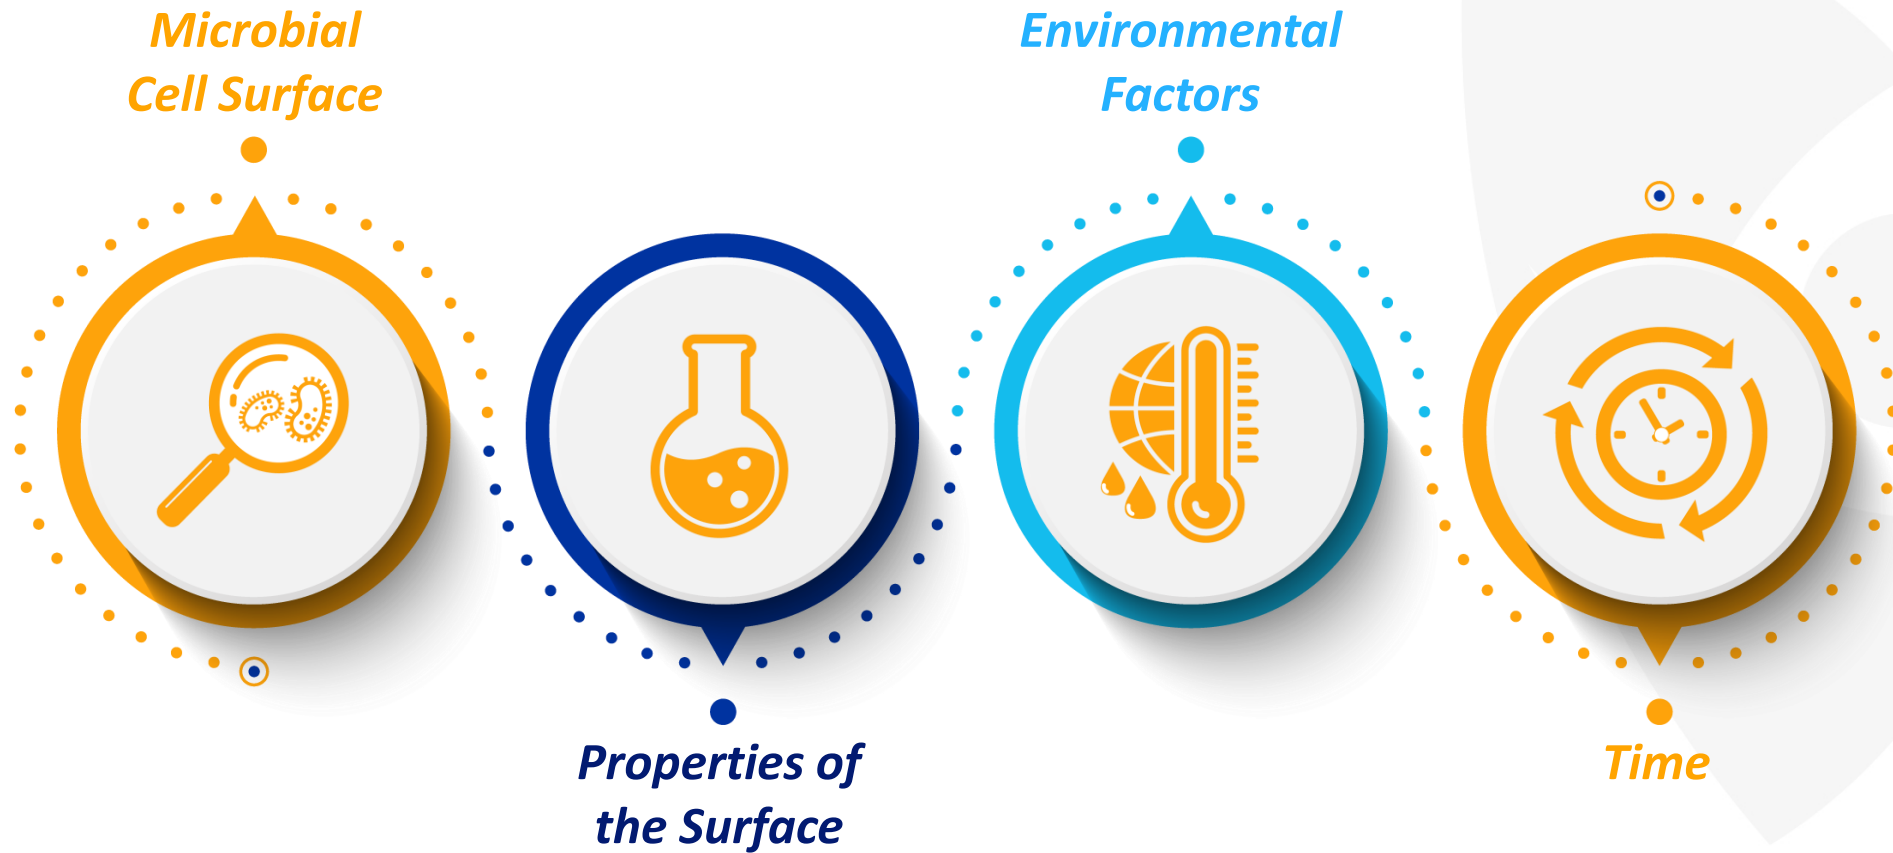 Microbial
Cell Surface
Properties of
the Surface
Environmental
Factors
Time